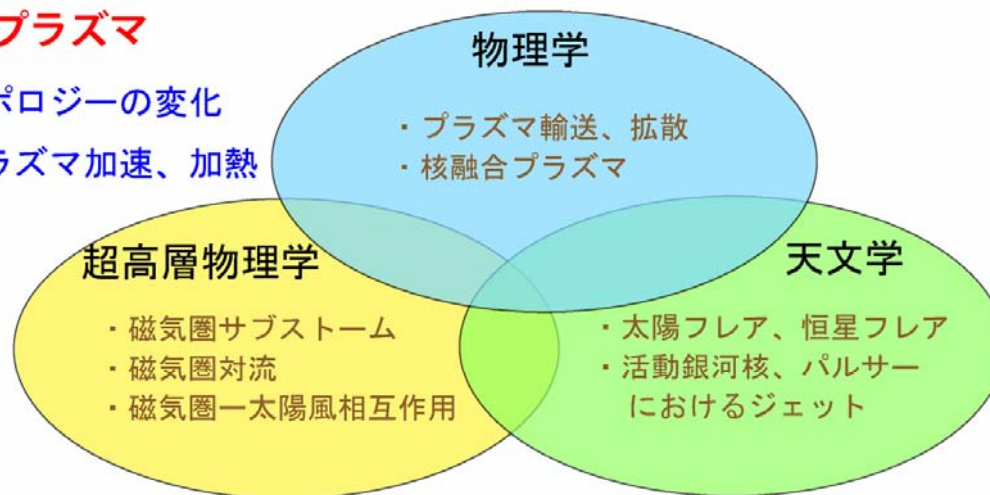 プラズマ
ポロジーの変化
ラズマ加速、加熱
物理学
・プラズマ輸送、拡散
・核融合プラズマ
超高層物理学
・磁気圏サブストーム
・磁気圏対流
・磁気圏ー太陽風相互作用
天文学
・太陽フレア、恒星フレア
・活動銀河核、パルサー
におけるジェット